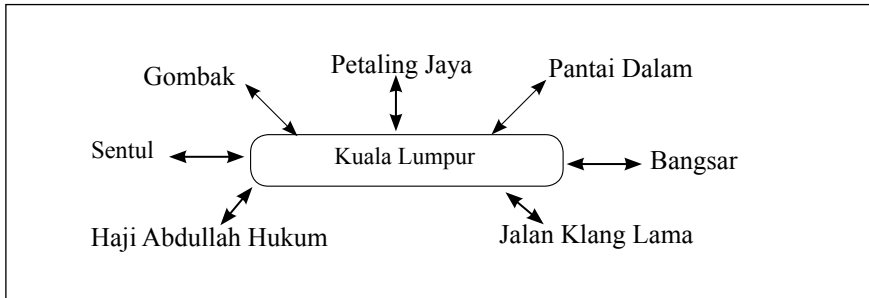 Petaling Jaya
Gombak
Pantai Dalam
Sentul
Kuala Lumpur
Bangsar
Haji Abdullah Hukum
Jalan Klang Lama